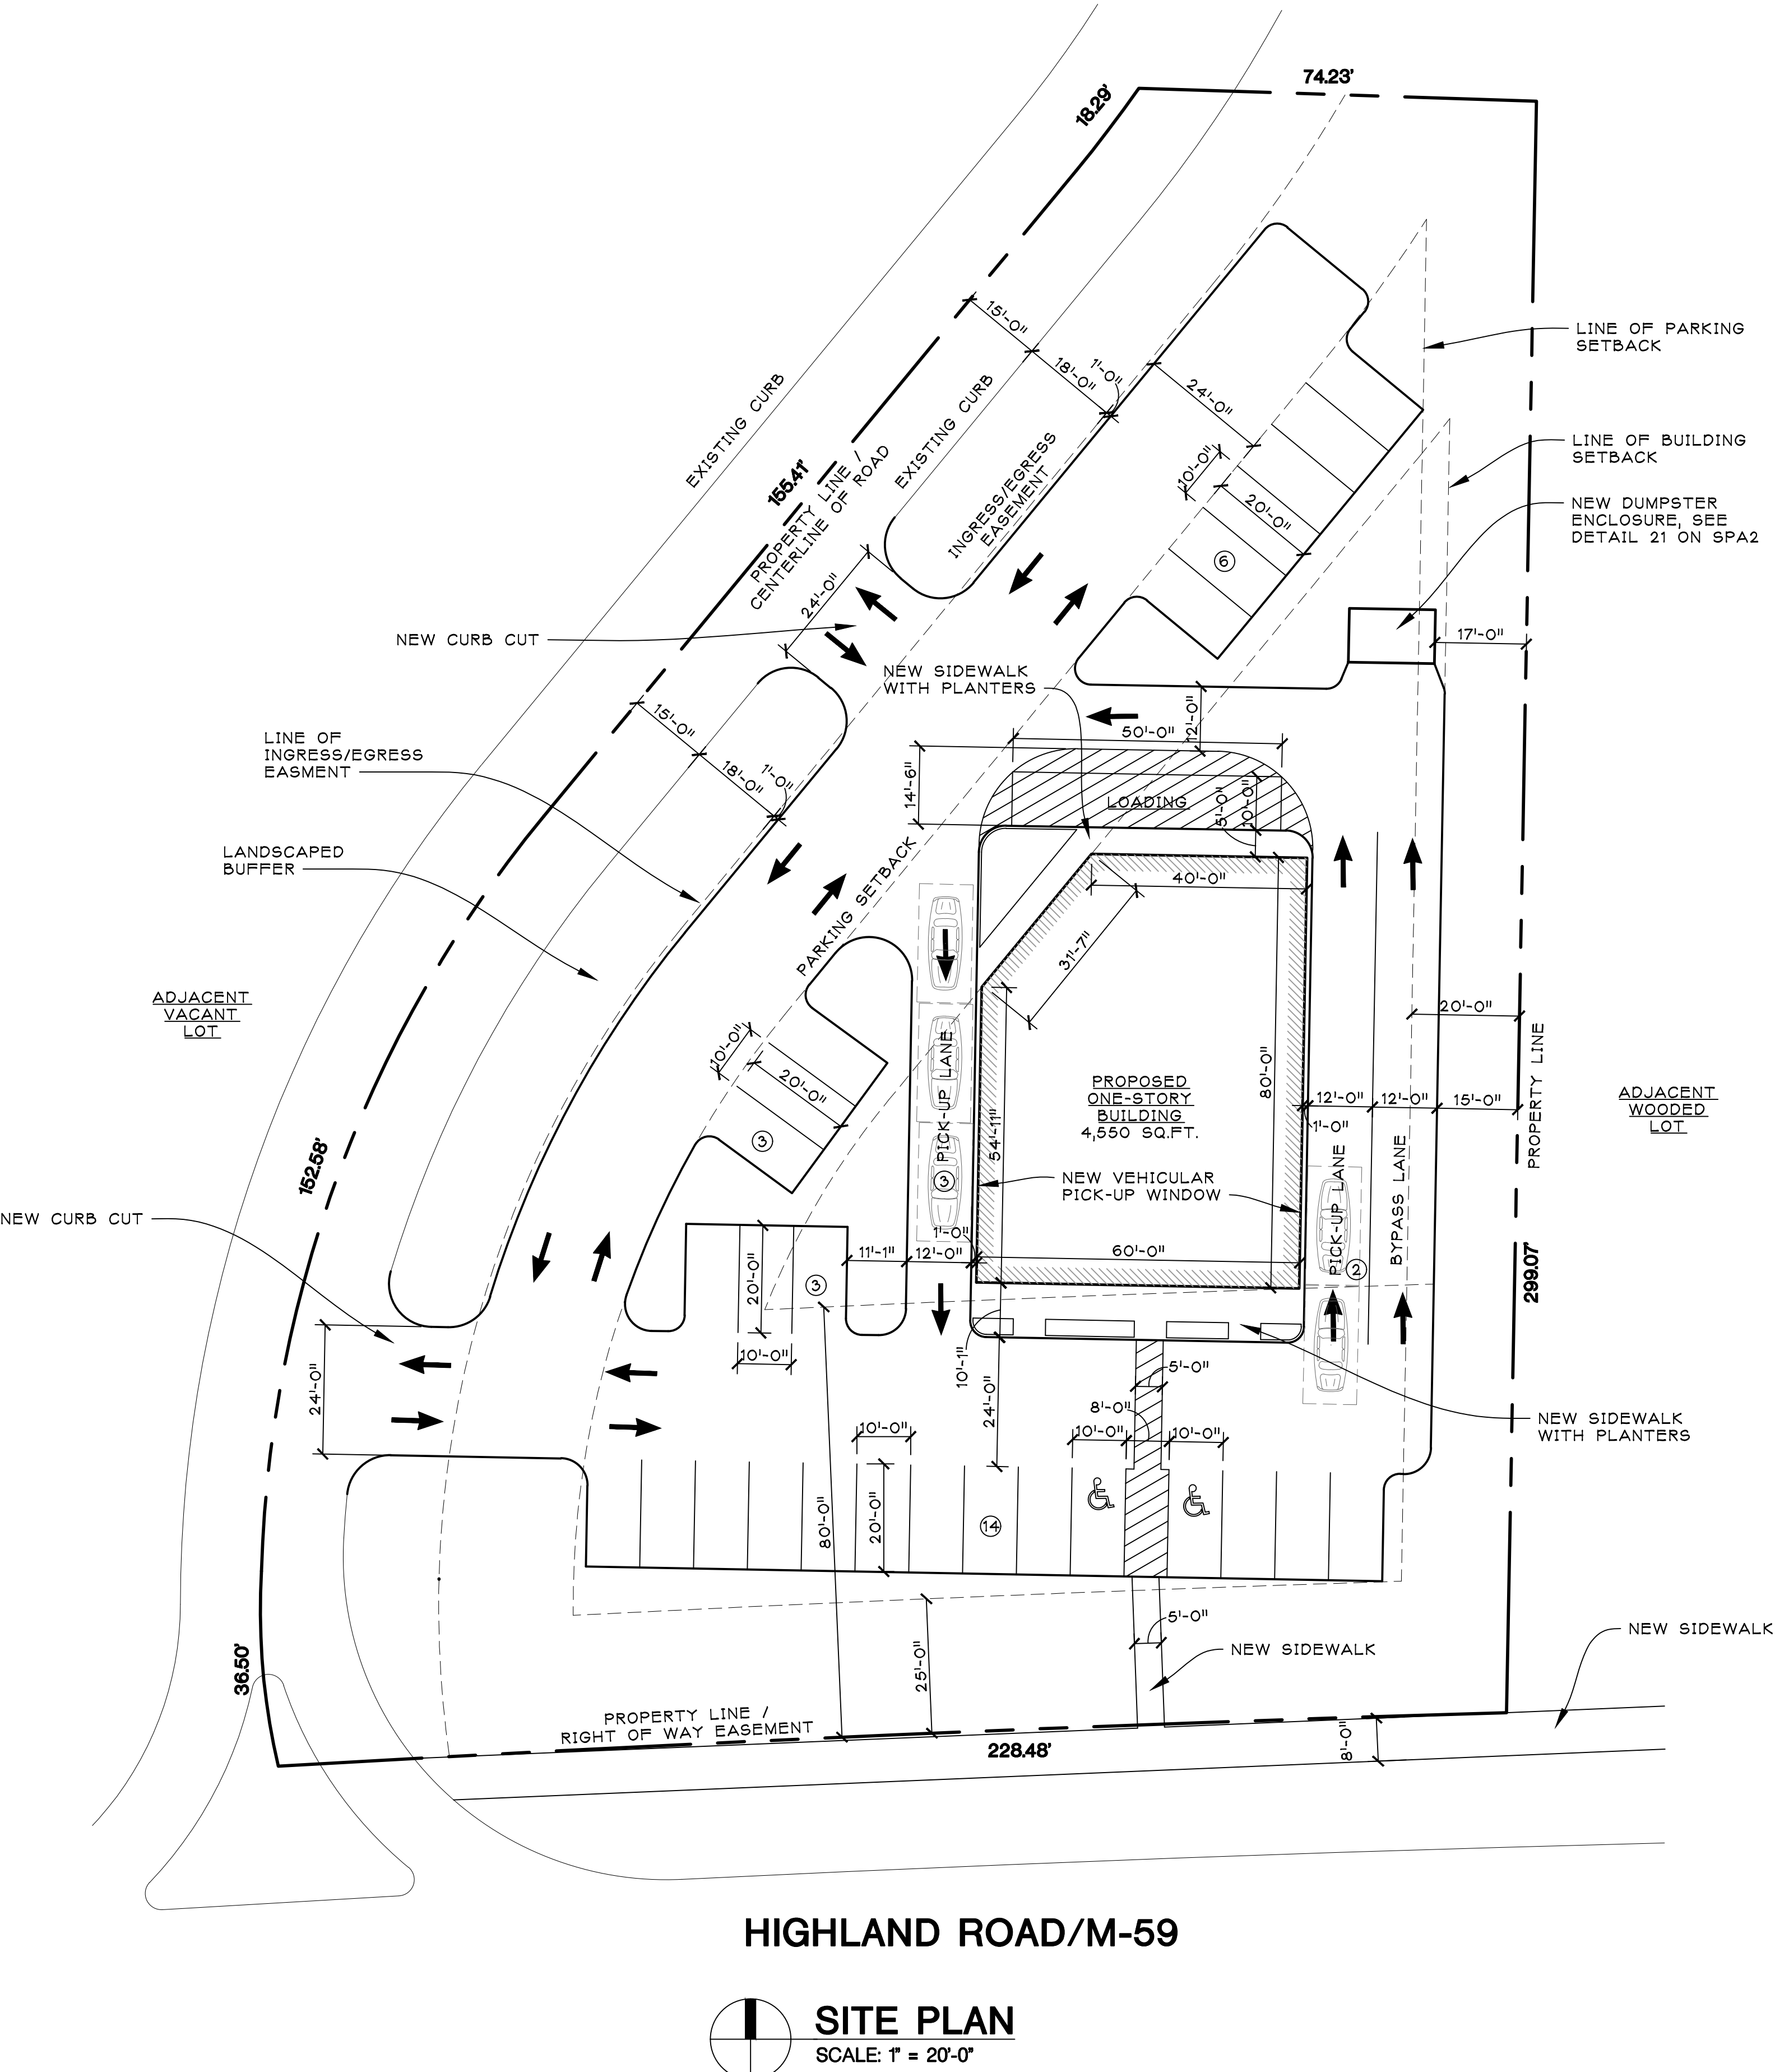 74.23'
18.29'
15'-0"
18'-0"
1'-0"
24'-0"
LINE OF PARKING
SETBACK
EXISTING CURB
EXISTING CURB
155.41'
PROPERTY LINE /
CENTERLINE OF ROAD
INGRESS/EGRESS
EASEMENT
10'-0"
20'-0"
6
LINE OF BUILDING
SETBACK
NEW DUMPSTER
ENCLOSURE, SEE
DETAIL 21 ON SPA2
24'-0"
NEW CURB CUT
17'-0"
NEW SIDEWALK
WITH PLANTERS
15'-0"
18'-0"
1'-0"
LINE OF
INGRESS/EGRESS
EASMENT
12'-0"
50'-0"
14'-6"
LOADING
5'-0"
10'-0"
LANDSCAPED
BUFFER
PARKING SETBACK
40'-0"
31'-7"
ADJACENT
VACANT
LOT
20'-0"
PROPERTY LINE
10'-0"
20'-0"
3
PICK-UP LANE
3
54'-11"
80'-0"
PROPOSED
ONE-STORY
BUILDING
4,550 SQ.FT.
12'-0"
12'-0"
15'-0"
1'-0"
ADJACENT
WOODED
LOT
152.58'
NEW VEHICULAR
PICK-UP WINDOW
PICK-UP LANE
2
BYPASS LANE
NEW CURB CUT
1'-0"
11'-1"
12'-0"
60'-0"
299.07'
20'-0"
3
10'-0"
24'-0"
10'-1"
24'-0"
5'-0"
8'-0"
10'-0"
10'-0"
10'-0"
NEW SIDEWALK
WITH PLANTERS
80'-0"
20'-0"
14
5'-0"
NEW SIDEWALK
NEW SIDEWALK
36.50'
25'-0"
PROPERTY LINE /
RIGHT OF WAY EASEMENT
228.48'
8'-0"
HIGHLAND ROAD/M-59
SITE PLAN
SCALE: 1" = 20'-0"